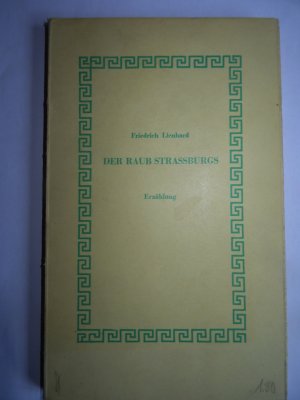 Friedrich Lienhard
DER RAUB STRASSBURGS
Erzählung